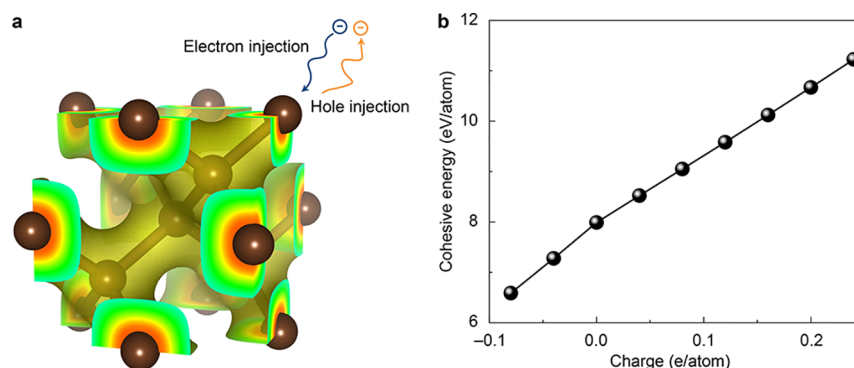 a
Electron injection
Hole injection
b
Cohesive energy (eV/atom)
12
10
8
6
−0.1
0.0
0.1
0.2
Charge (e/atom)